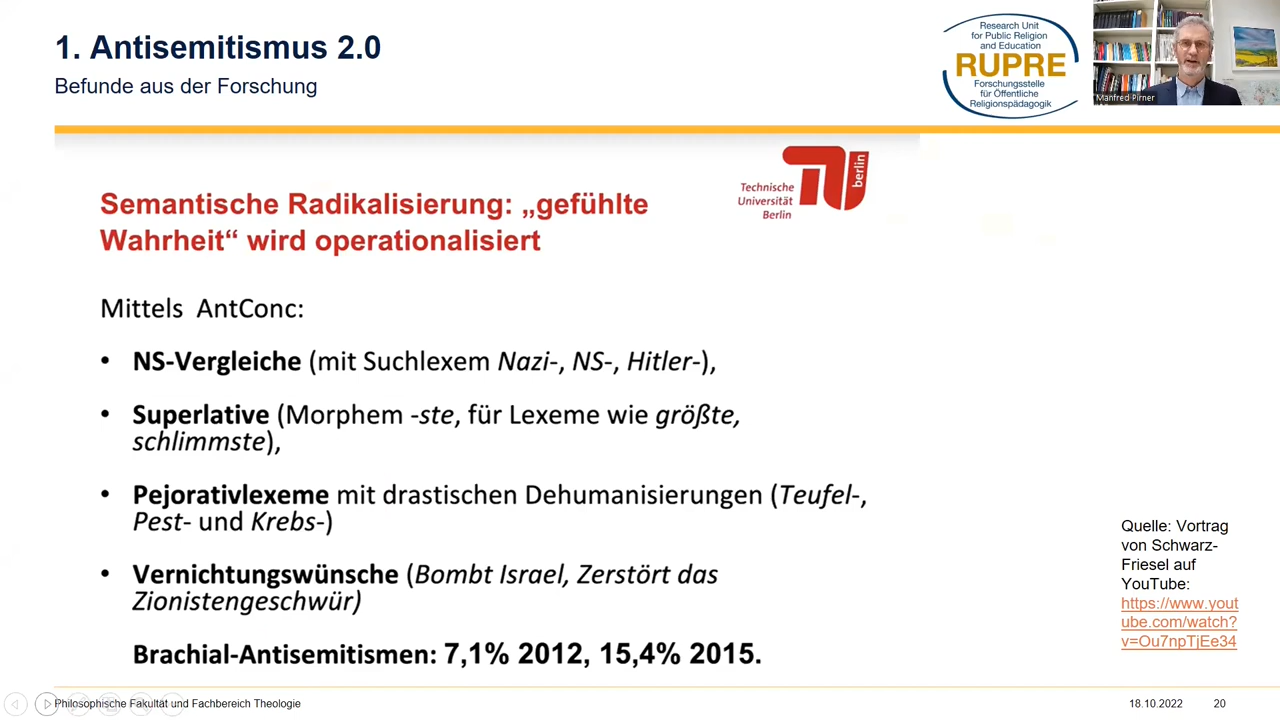 1. Antisemitismus 2.0
Befunde aus der Forschung
Research Unit
for Public Religion
and Education
RUPRE
Forschungsstelle
für Öffentliche
Religionspädagogik
Manfred Pirner
Technische
Universität
Berlin
berlin
Semantische Radikalisierung: „gefühlte
Wahrheit“ wird operationalisiert
Mittels AntConc:
• NS-Vergleiche (mit Suchlexem Nazi-, NS-, Hitler-),
• Superlative (Morphem -ste, für Lexeme wie größte,
schlimmste),
• Pejorativlexeme mit drastischen Dehumanisierungen (Teufel-,
Pest- und Krebs-)
• Vernichtungswünsche (Bombt Israel, Zerstört das
Zionistengeschwür)
Brachial-Antisemitismen: 7,1% 2012, 15,4% 2015.
Quelle: Vortrag
von Schwarz-
Friesel auf
YouTube:
https://www.yout
ube.com/watch?
v=Ou7npTjEe34
Philosophische Fakultät und Fachbereich Theologie
18.10.2022
20